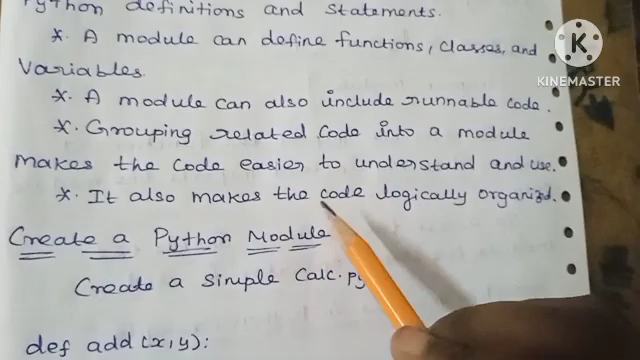 Python definitions and statements.
*. A module can define functions, classes, and
Variables.
*. A module can also include runnable code.
*. Grouping related code into a module
makes the code easier to understand and use.
*. It also makes the code logically organized.
Create a Python Module
Create a simple Calc.py
def add (x,y):
KINEMASTER